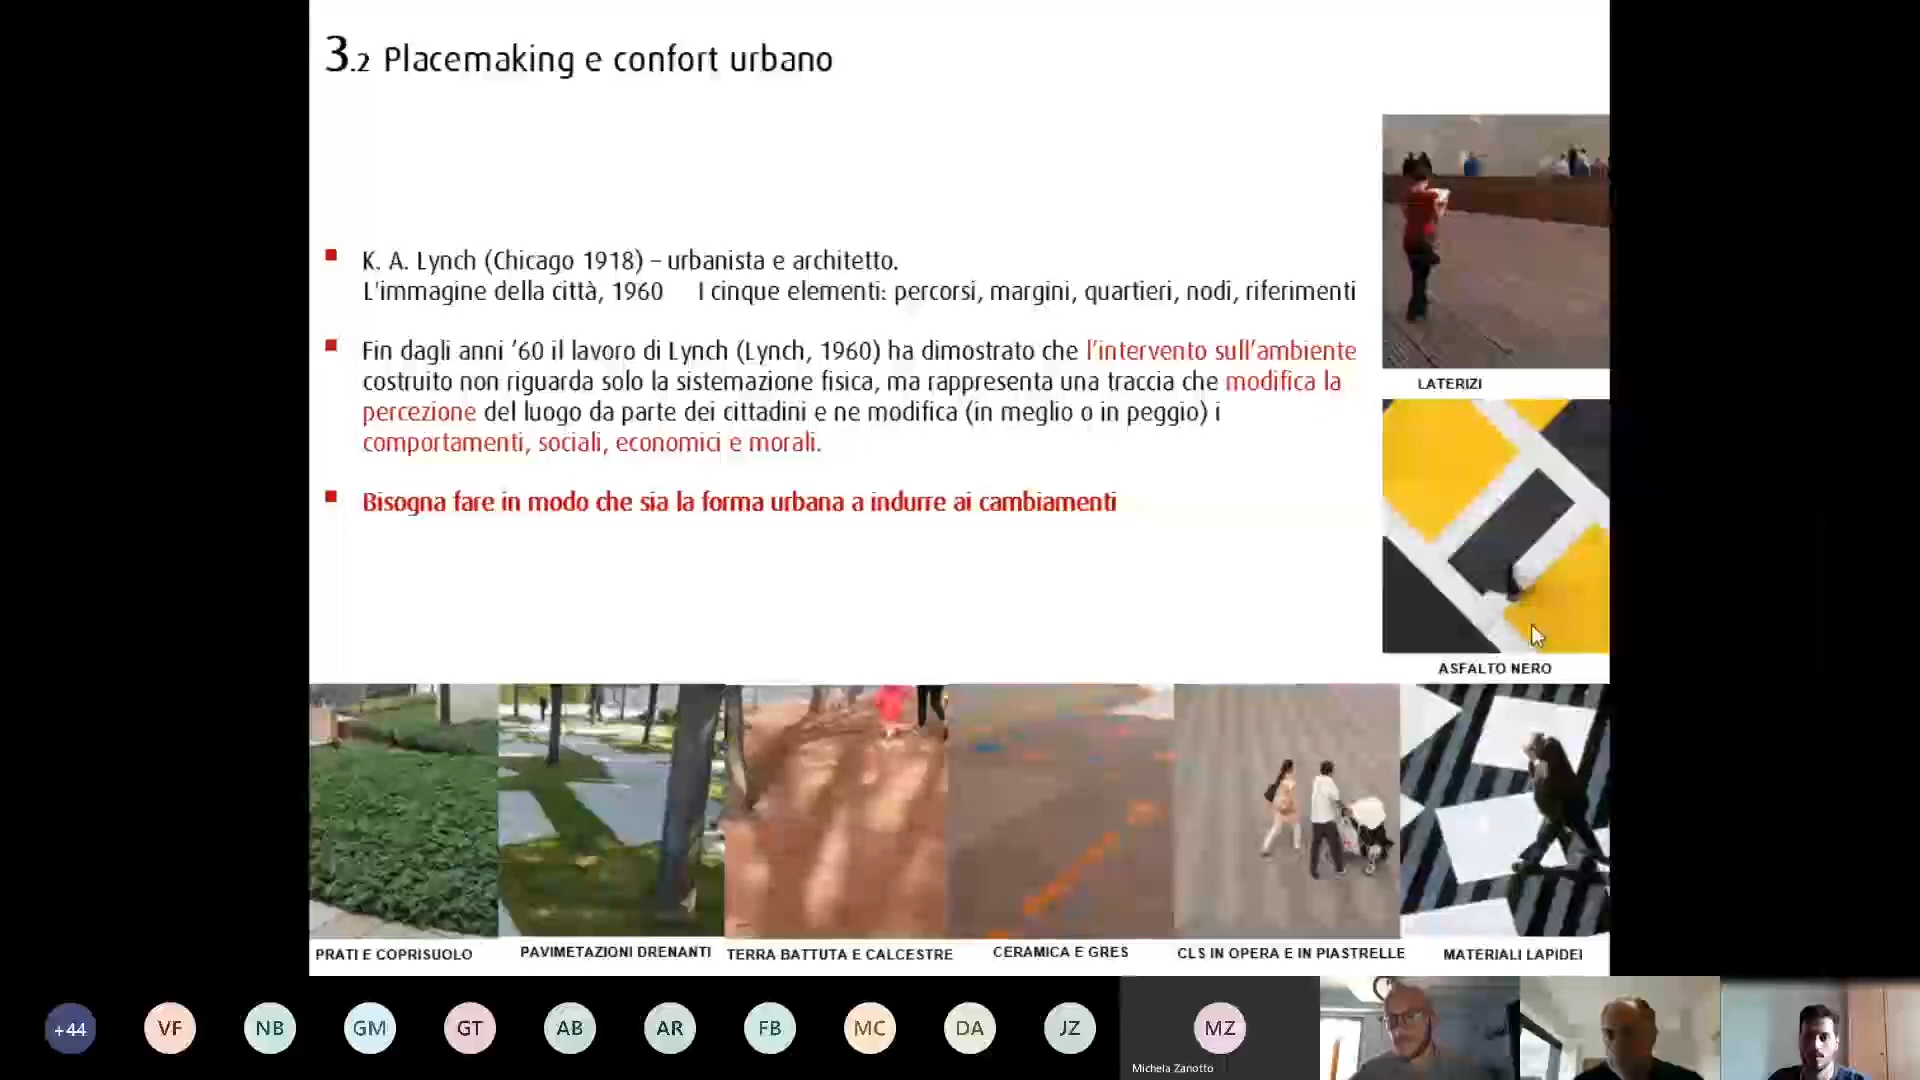 3.2 Placemaking e confort urbano
K. A. Lynch (Chicago 1918) – urbanista e architetto.
L'immagine della città, 1960 I cinque elementi: percorsi, margini, quartieri, nodi, riferimenti
Fin dagli anni ’60 il lavoro di Lynch (Lynch, 1960) ha dimostrato che l’intervento sull’ambiente
costruito non riguarda solo la sistemazione fisica, ma rappresenta una traccia che modifica la
percezione del luogo da parte dei cittadini e ne modifica (in meglio o in peggio) i
comportamenti, sociali, economici e morali.
Bisogna fare in modo che sia la forma urbana a indurre ai cambiamenti
LATERIZI
ASFALTO NERO
PRATI E COPRISUOLO
PAVIMETAZIONI DRENANTI
TERRA BATTUTA E CALCESTRE
CERAMICA E GRES
CLS IN OPERA E IN PIASTRELLE
MATERIALI LAPIDEI
+44 VF NB GM GT AB AR FB MC DA JZ MZ
Michela Zanotto